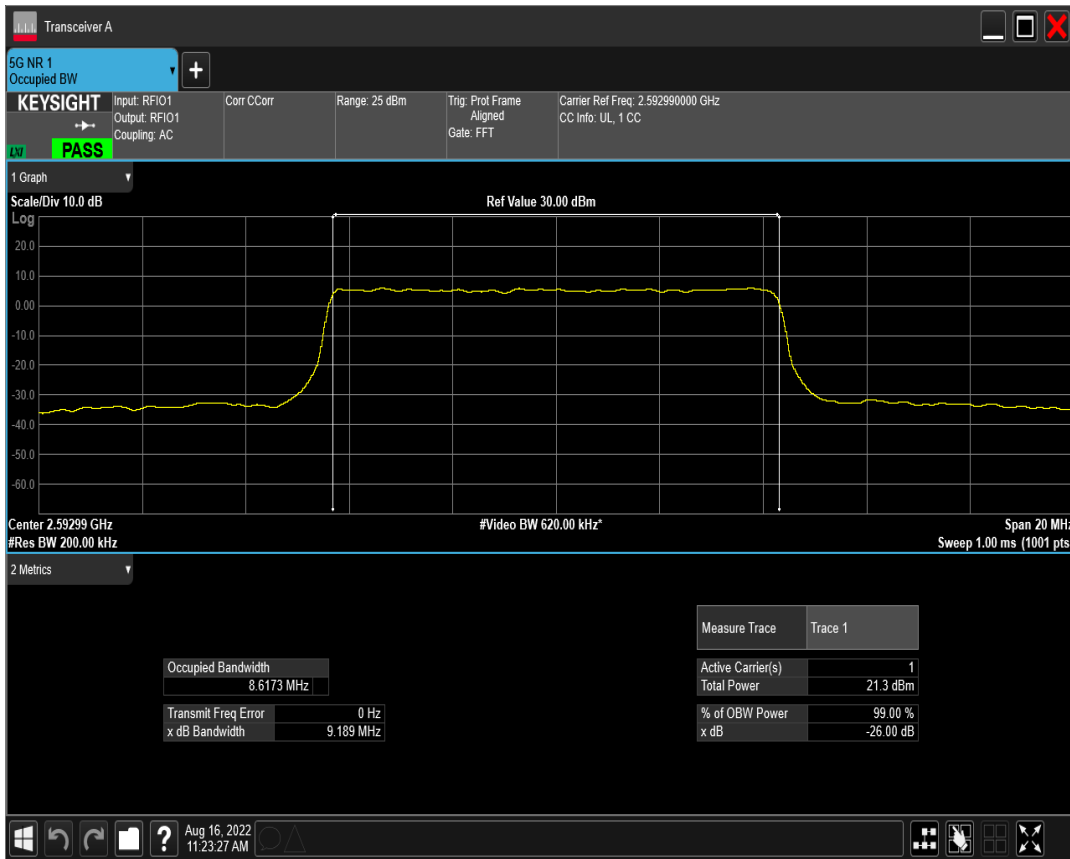 Transceiver A
5G NR 1
Occupied BW
KEYSIGHT
LXI
PASS
Input: RFIO1
Output: RFIO1
Coupling: AC
Corr CCorr
Range: 25 dBm
Trig: Prot Frame
Aligned
Gate: FFT
Carrier Ref Freq: 2.592990000 GHz
CC Info: UL, 1 CC
1 Graph
Scale/Div 10.0 dB
Ref Value 30.00 dBm
Log
20.0
10.0
0.00
-10.0
-20.0
-30.0
-40.0
-50.0
-60.0
Center 2.59299 GHz
#Video BW 620.00 kHz*
Span 20 MHz
#Res BW 200.00 kHz
Sweep 1.00 ms (1001 pts
2 Metrics
Measure Trace Trace 1
Occupied Bandwidth
8.6173 MHz
Active Carrier(s) 1
Total Power 21.3 dBm
Transmit Freq Error 0 Hz
x dB Bandwidth 9.189 MHz
% of OBW Power 99.00 %
x dB -26.00 dB
?
Aug 16, 2022
11:23:27 AM